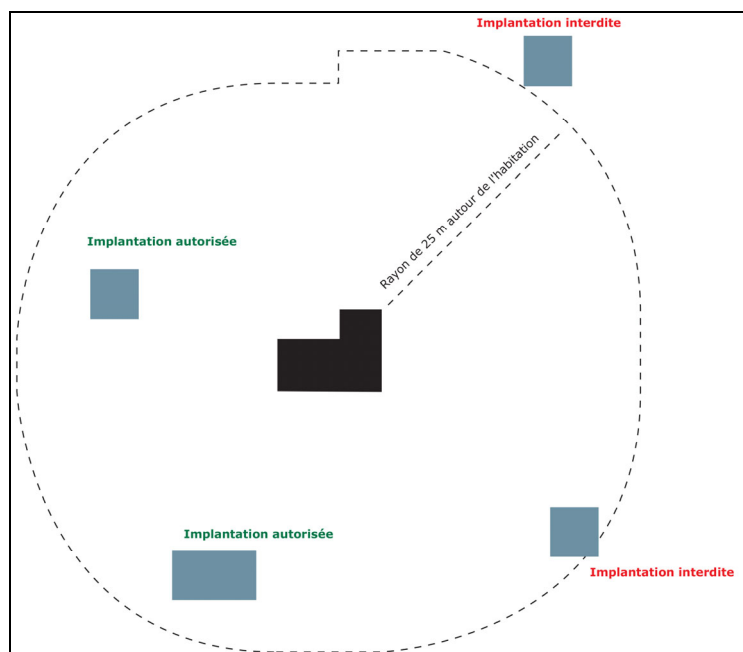 Implantation interdite
Rayon de 25 m autour de l'habitation
Implantation autorisée
Implantation autorisée
Implantation interdite